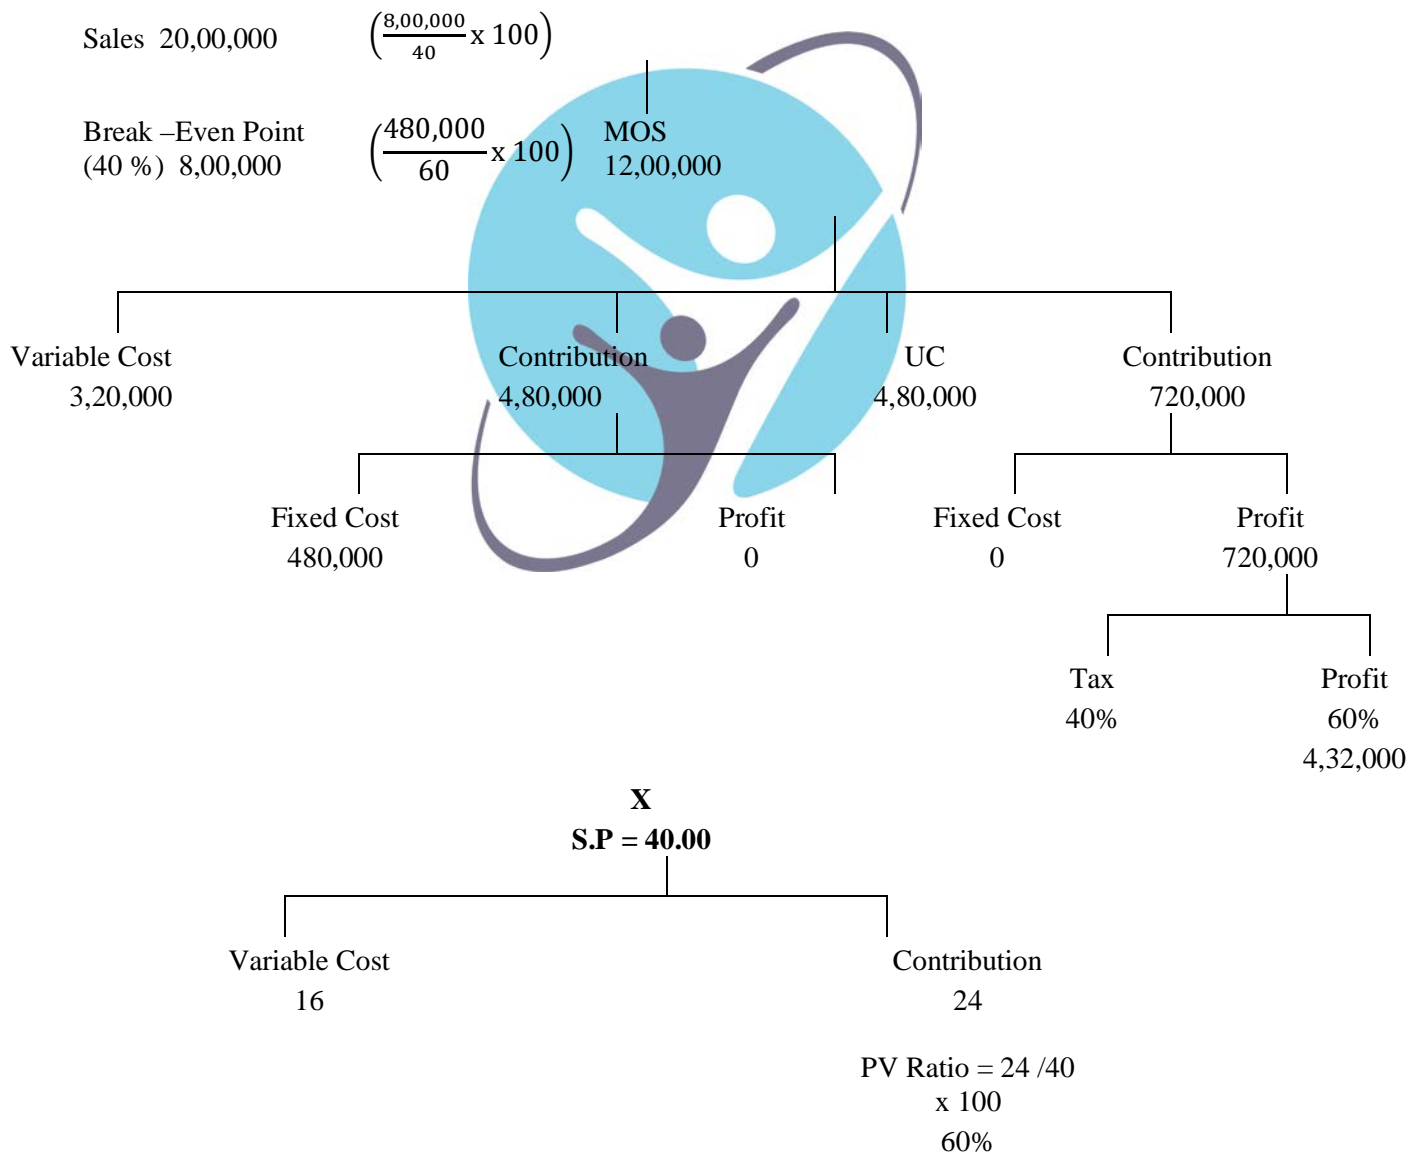 Sales 20,00,000 (8,00,000/40 x 100)
Break –Even Point (480,000/60 x 100) MOS
(40 %) 8,00,000 12,00,000
Variable Cost Contribution UC Contribution
3,20,000 4,80,000 4,80,000 720,000
Fixed Cost Profit Fixed Cost Profit
480,000 0 0 720,000
Tax Profit
40% 60%
4,32,000
X
S.P = 40.00
Variable Cost Contribution
16 24
PV Ratio = 24 /40
x 100
60%